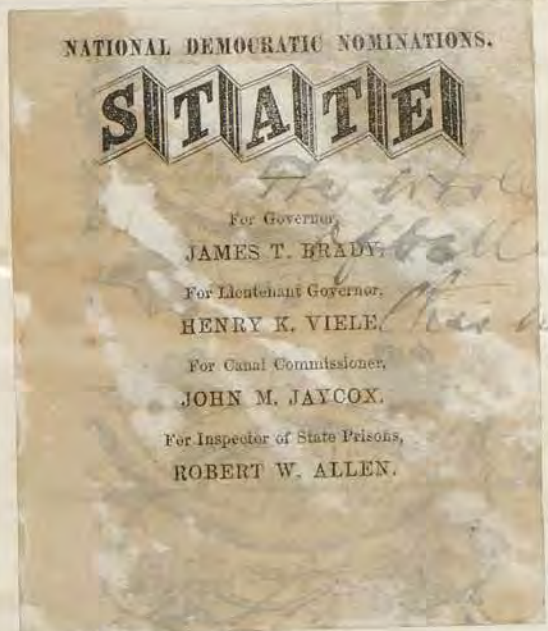 NATIONAL DEMOCRATIC NOMINATIONS.
STATE
For Governor,
JAMES T. BRADY.
For Lieutenant Governor,
HENRY K. VIELE.
For Canal Commissioner,
JOHN M. JAYCOX.
For Inspector of State Prisons,
ROBERT W. ALLEN.